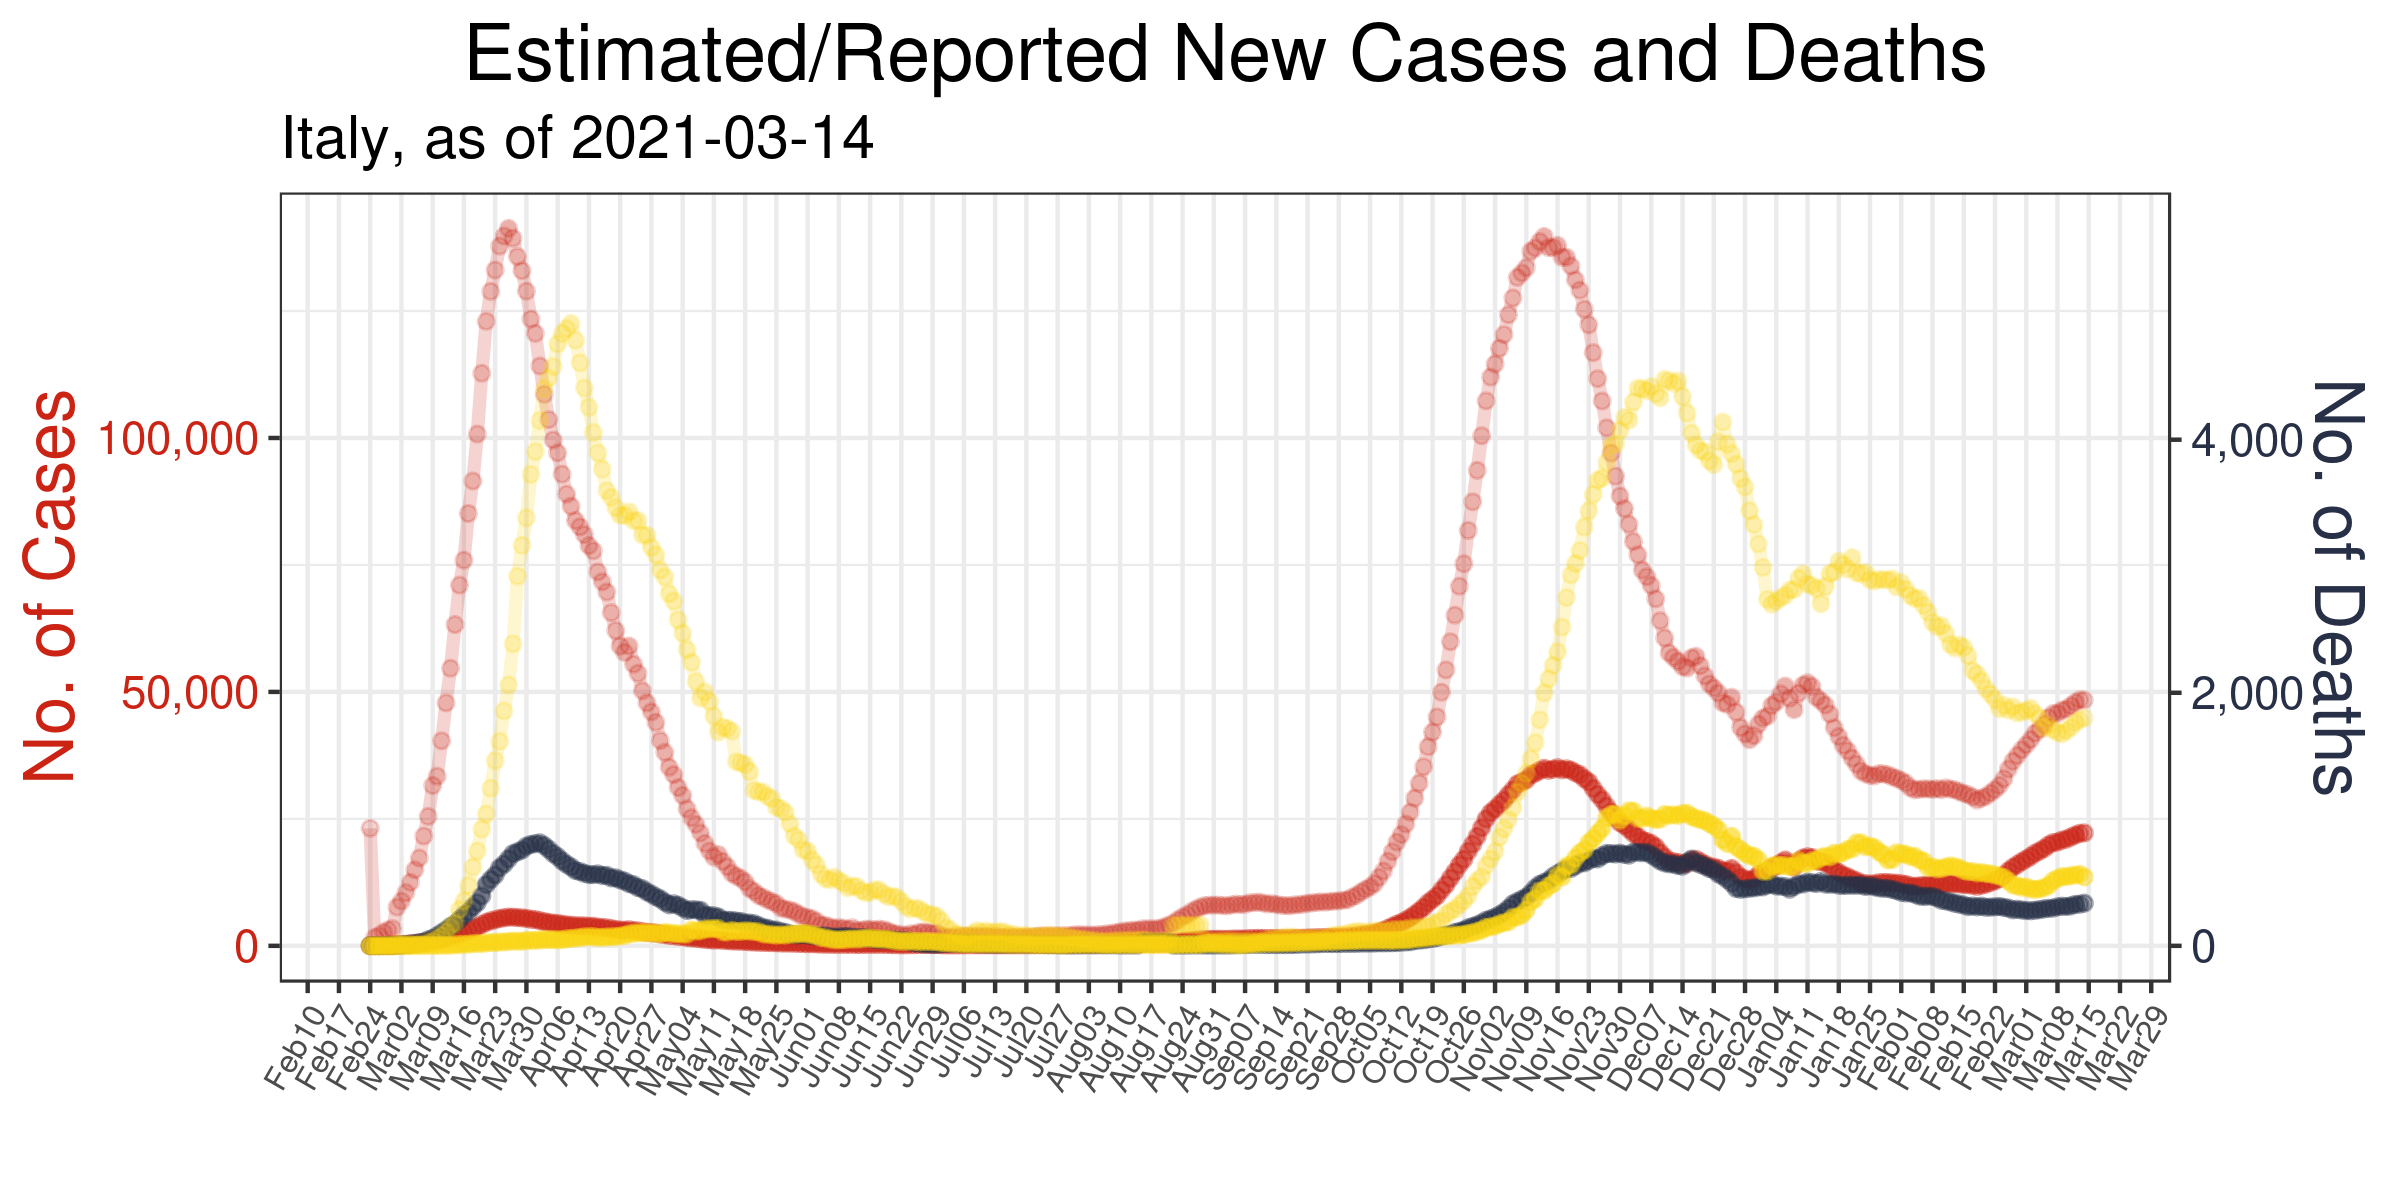 Estimated/Reported New Cases and Deaths
Italy, as of 2021-03-14
No. of Cases
100,000
50,000
0
No. of Deaths
4,000
2,000
0
Feb10
Feb17
Feb24
Mar02
Mar09
Mar16
Mar23
Mar30
Apr06
Apr13
Apr20
Apr27
May04
May11
May18
May25
Jun01
Jun08
Jun15
Jun22
Jun29
Jul06
Jul13
Jul20
Jul27
Aug03
Aug10
Aug17
Aug24
Aug31
Sep07
Sep14
Sep21
Sep28
Oct05
Oct12
Oct19
Oct26
Nov02
Nov09
Nov16
Nov23
Nov30
Dec07
Dec14
Dec21
Dec28
Jan04
Jan11
Jan18
Jan25
Feb01
Feb08
Feb15
Feb22
Mar01
Mar08
Mar15
Mar22
Mar29